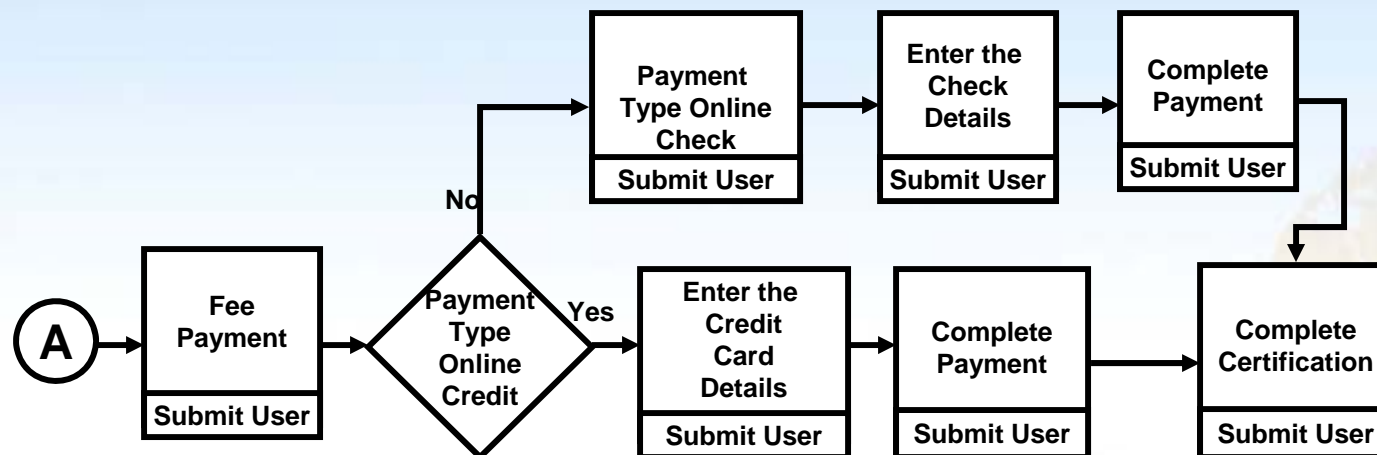 Payment
Type Online
Check
Submit User
Enter the
Check
Details
Submit User
Complete
Payment
Submit User
No
A
Fee
Payment
Submit User
Payment
Type
Online
Credit
Yes
Enter the
Credit
Card
Details
Submit User
Complete
Payment
Submit User
Complete
Certification
Submit User